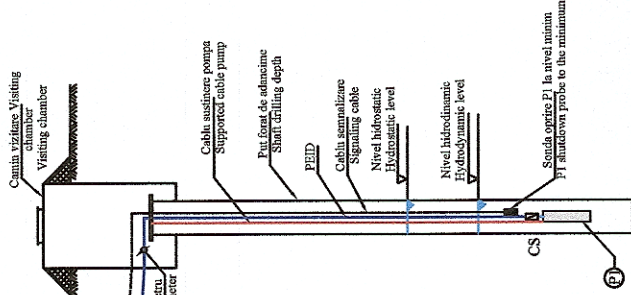 Camin vizitare Visiting
chamber
Visiting chamber
Cablu sustinere pompa
Supported cable pump
Put forat de adancime
Shaft drilling depth
PEID
Cablu semnalizare
Signaling cable
Nivel hidrostatic
Hydrostatic level
Nivel hidrodinamic
Hydrodynamic level
Sonda oprire P1 la nivel minim
P1 shutdown probe to the minimum
CS
P1